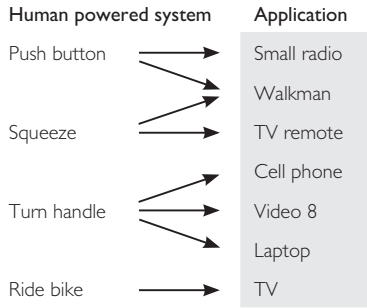 Human powered system Application
Push button Small radio
Walkman
Squeeze TV remote
Cell phone
Turn handle Video 8
Laptop
Ride bike TV